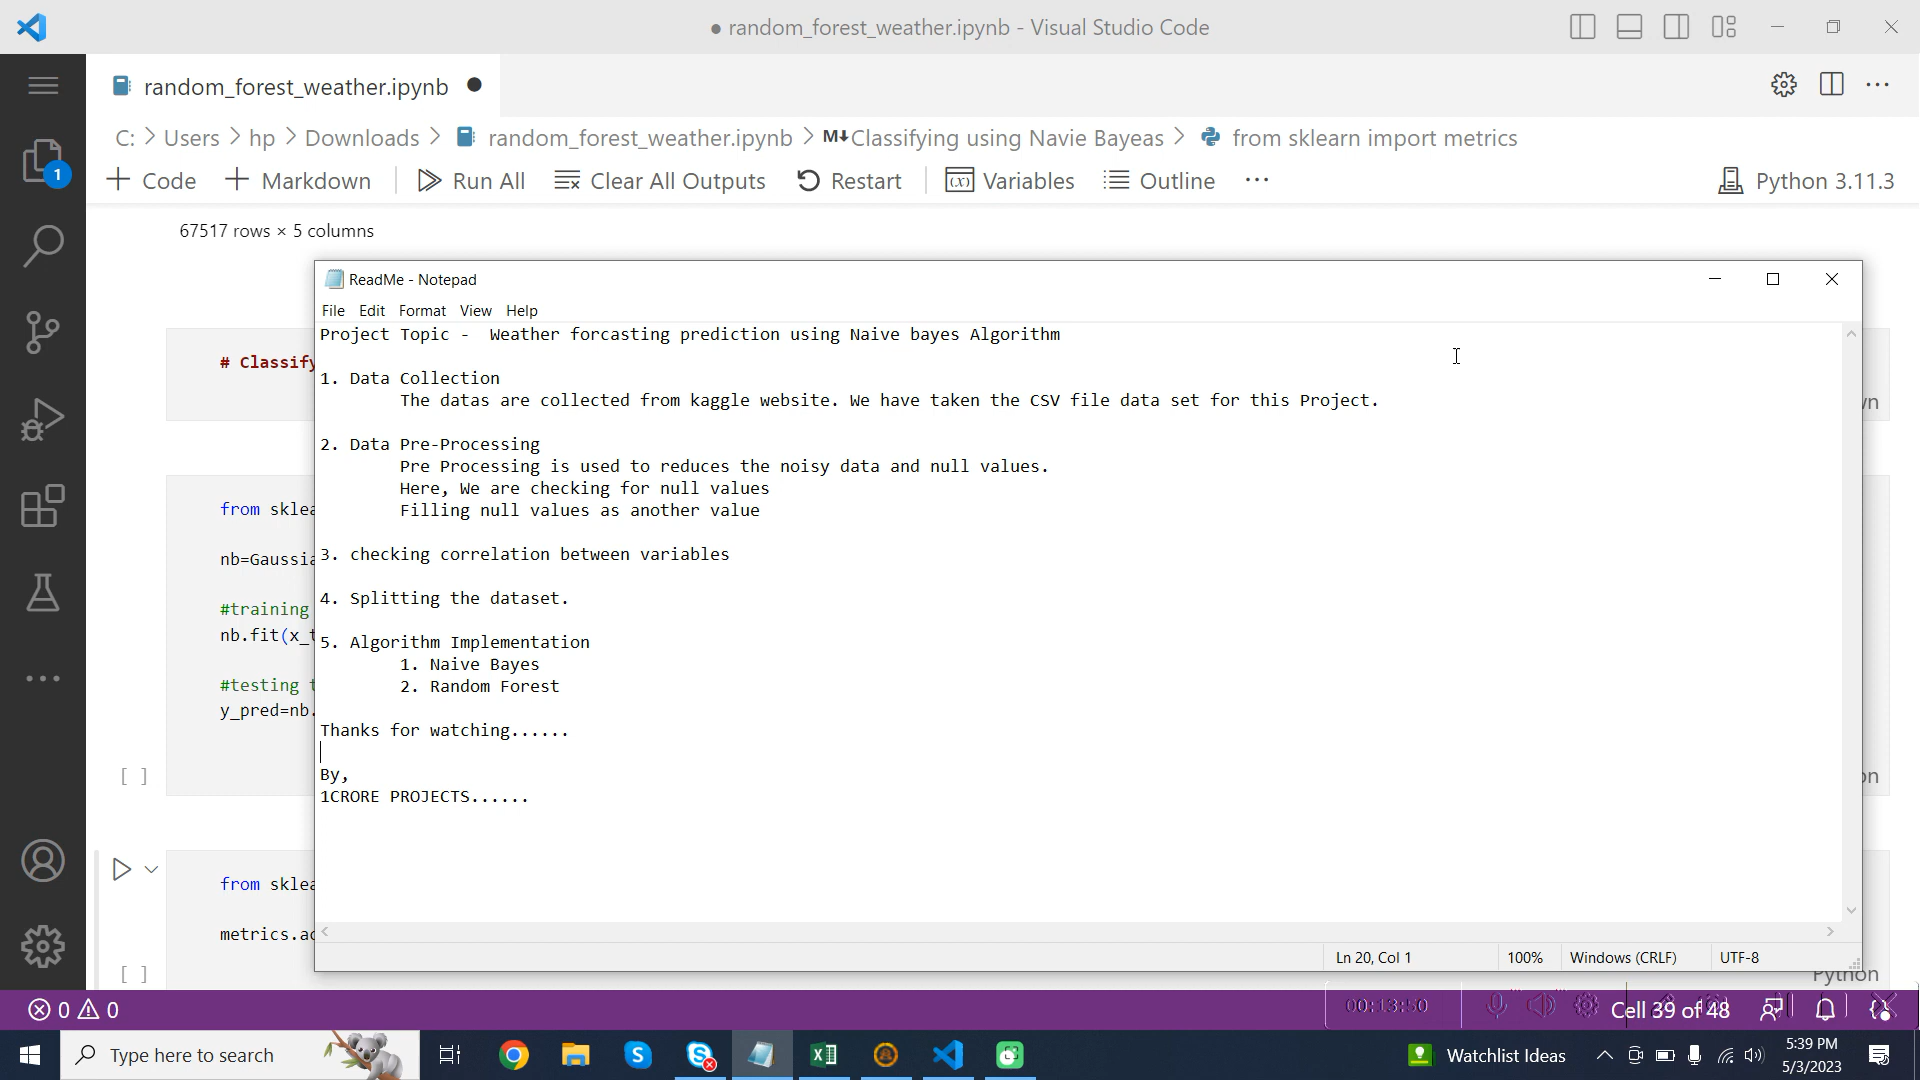 ● random_forest_weather.ipynb - Visual Studio Code
random_forest_weather.ipynb ●
C: > Users > hp > Downloads > random_forest_weather.ipynb > M↓Classifying using Navie Bayeas > from sklearn import metrics
+ Code + Markdown Run All Clear All Outputs Restart (x) Variables Outline ··· Python 3.11.3
1
67517 rows × 5 columns
ReadMe - Notepad
File Edit Format View Help
Project Topic -  Weather forcasting prediction using Naive bayes Algorithm
# Classify
1. Data Collection
The datas are collected from kaggle website. We have taken the CSV file data set for this Project.
2. Data Pre-Processing
Pre Processing is used to reduces the noisy data and null values.
Here, We are checking for null values
from sklea
Filling null values as another value
3. checking correlation between variables
nb=Gaussia
4. Splitting the dataset.
#training
nb.fit(x_t
5. Algorithm Implementation
1. Naive Bayes
2. Random Forest
#testing t
y_pred=nb.
Thanks for watching......
By,
[ ]
1CRORE PROJECTS......
from sklea
metrics.ac
Ln 20, Col 1 100% Windows (CRLF) UTF-8
[ ] Python
0 0 00:13:50 Cell 39 of 48
Type here to search Watchlist Ideas 5:39 PM
5/3/2023